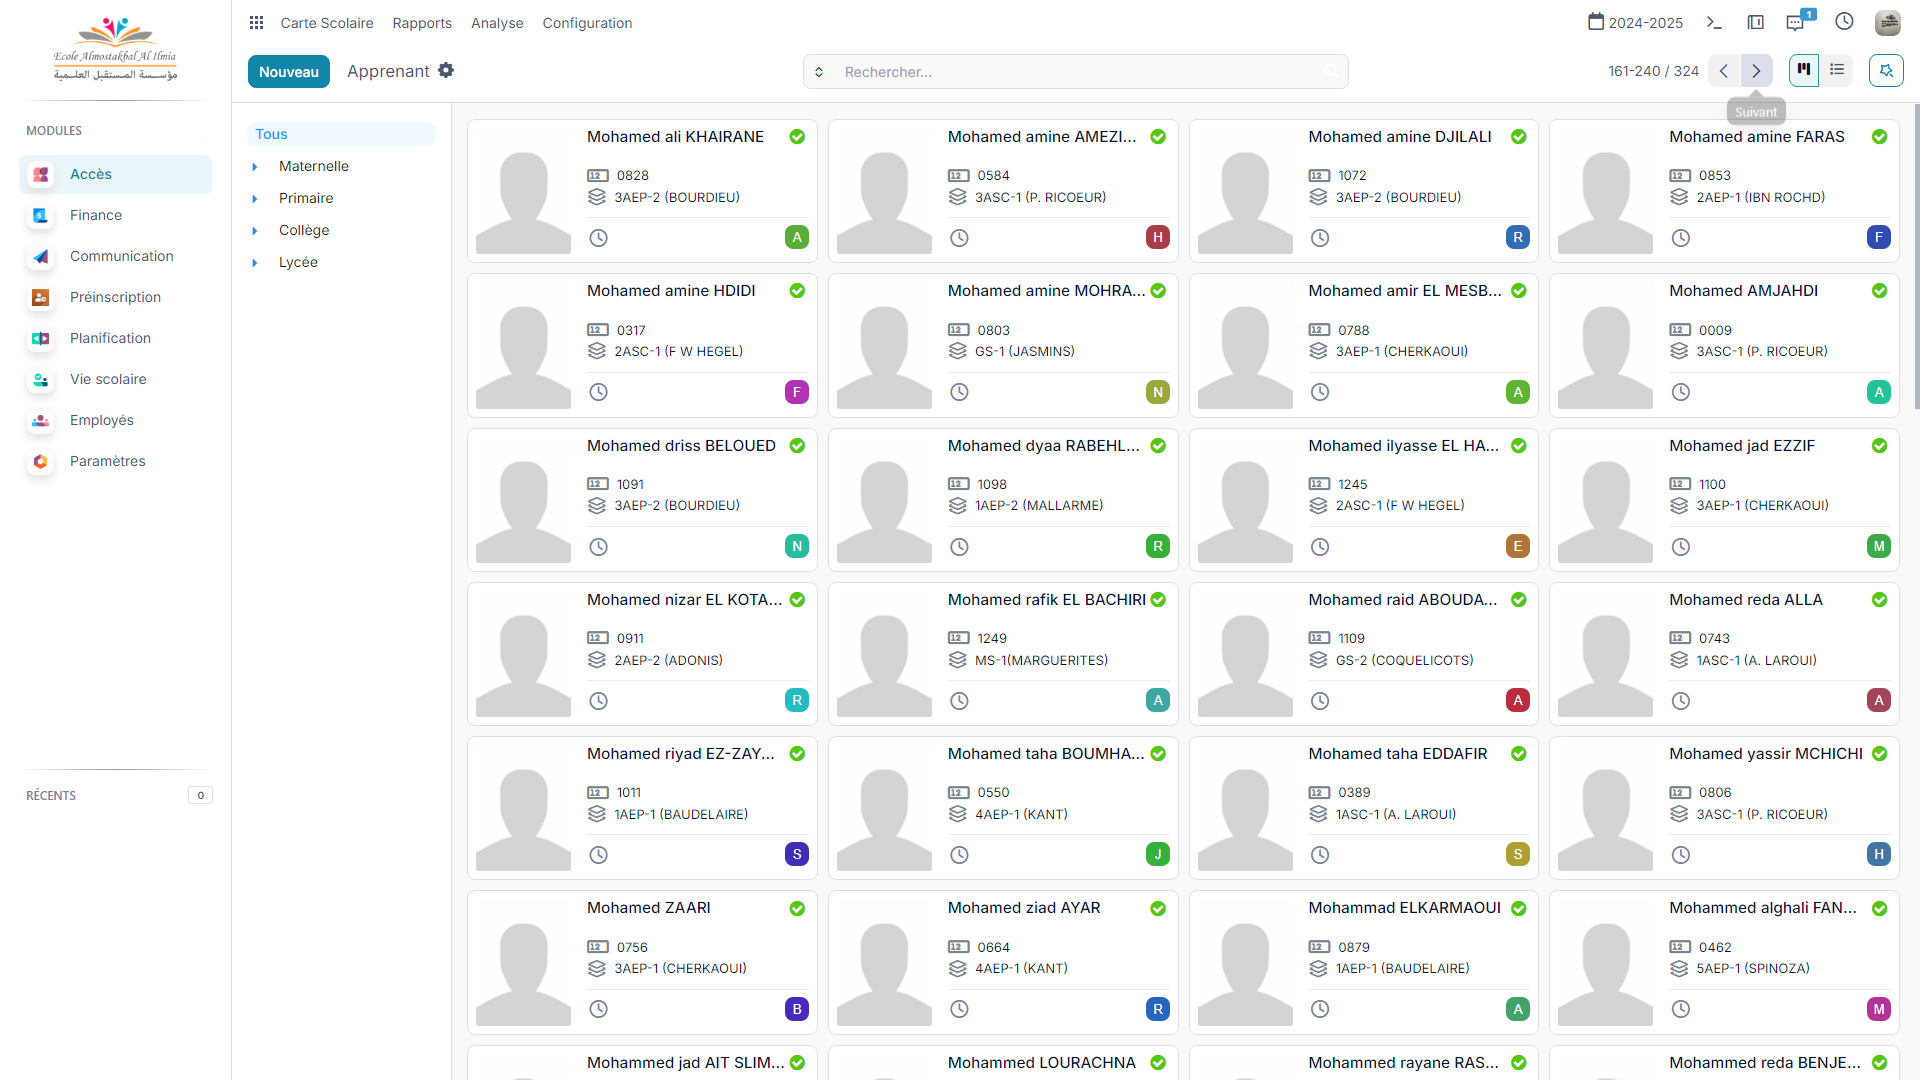 Ecole Almostakbal Al Ilmia
مؤسسة المستقبل العلمية
MODULES
Accès
Finance
Communication
Préinscription
Planification
Vie scolaire
Employés
Paramètres
RÉCENTS
0
Carte Scolaire
Rapports
Analyse
Configuration
2024-2025
1
Nouveau
Apprenant
Rechercher...
161-240 / 324
Suivant
Tous
Maternelle
Primaire
Collège
Lycée
Mohamed ali KHAIRANE
0828
3AEP-2 (BOURDIEU)
A
Mohamed amine AMEZI...
0584
3ASC-1 (P. RICOEUR)
H
Mohamed amine DJILALI
1072
3AEP-2 (BOURDIEU)
R
Mohamed amine FARAS
0853
2AEP-1 (IBN ROCHD)
F
Mohamed amine HDIDI
0317
2ASC-1 (F W HEGEL)
F
Mohamed amine MOHRA...
0803
GS-1 (JASMINS)
N
Mohamed amir EL MESB...
0788
3AEP-1 (CHERKAOUI)
A
Mohamed AMJAHDI
0009
3ASC-1 (P. RICOEUR)
A
Mohamed driss BELOUED
1091
3AEP-2 (BOURDIEU)
N
Mohamed dyaa RABEHL...
1098
1AEP-2 (MALLARME)
R
Mohamed ilyasse EL HA...
1245
2ASC-1 (F W HEGEL)
E
Mohamed jad EZZIF
1100
3AEP-1 (CHERKAOUI)
M
Mohamed nizar EL KOTA...
0911
2AEP-2 (ADONIS)
R
Mohamed rafik EL BACHIRI
1249
MS-1(MARGUERITES)
A
Mohamed raid ABOUDA...
1109
GS-2 (COQUELICOTS)
A
Mohamed reda ALLA
0743
1ASC-1 (A. LAROUI)
A
Mohamed riyad EZ-ZAY...
1011
1AEP-1 (BAUDELAIRE)
S
Mohamed taha BOUMHA...
0550
4AEP-1 (KANT)
J
Mohamed taha EDDAFIR
0389
1ASC-1 (A. LAROUI)
S
Mohamed yassir MCHICHI
0806
3ASC-1 (P. RICOEUR)
H
Mohamed ZAARI
0756
3AEP-1 (CHERKAOUI)
B
Mohamed ziad AYAR
0664
4AEP-1 (KANT)
R
Mohammad ELKARMAOUI
0879
1AEP-1 (BAUDELAIRE)
A
Mohammed alghali FAN...
0462
5AEP-1 (SPINOZA)
M
Mohammed jad AIT SLIM...
Mohammed LOURACHNA
Mohammed rayane RAS...
Mohammed reda BENJE...